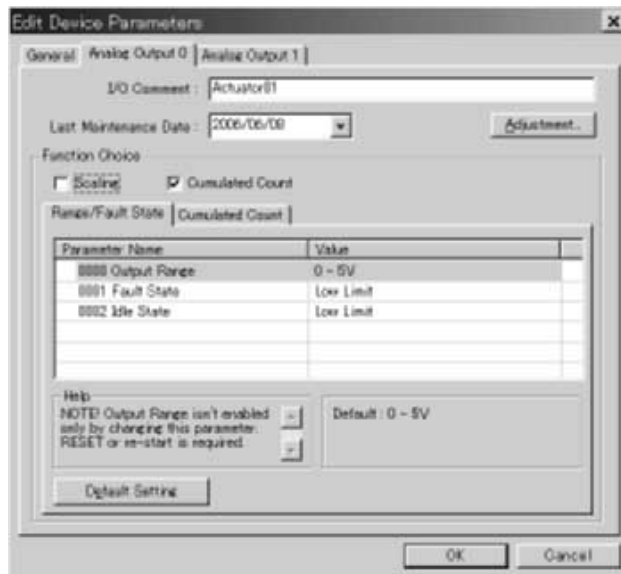 Edit Device Parameters
General Analog Output 0 Analog Output 1
I/O Comment : Actuator01
Last Maintenance Date : 2006/06/08 Adjustment..
Function Choice
Scaling Cumulated Count
Range/Fault State Cumulated Count
Parameter Name Value
0000 Output Range 0 - 5V
0001 Fault State Low Limit
0002 Idle State Low Limit
Help
NOTE! Output Range isn't enabled
only by changing this parameter.
RESET or re-start is required.
Default : 0 - 5V
Default Setting
OK Cancel